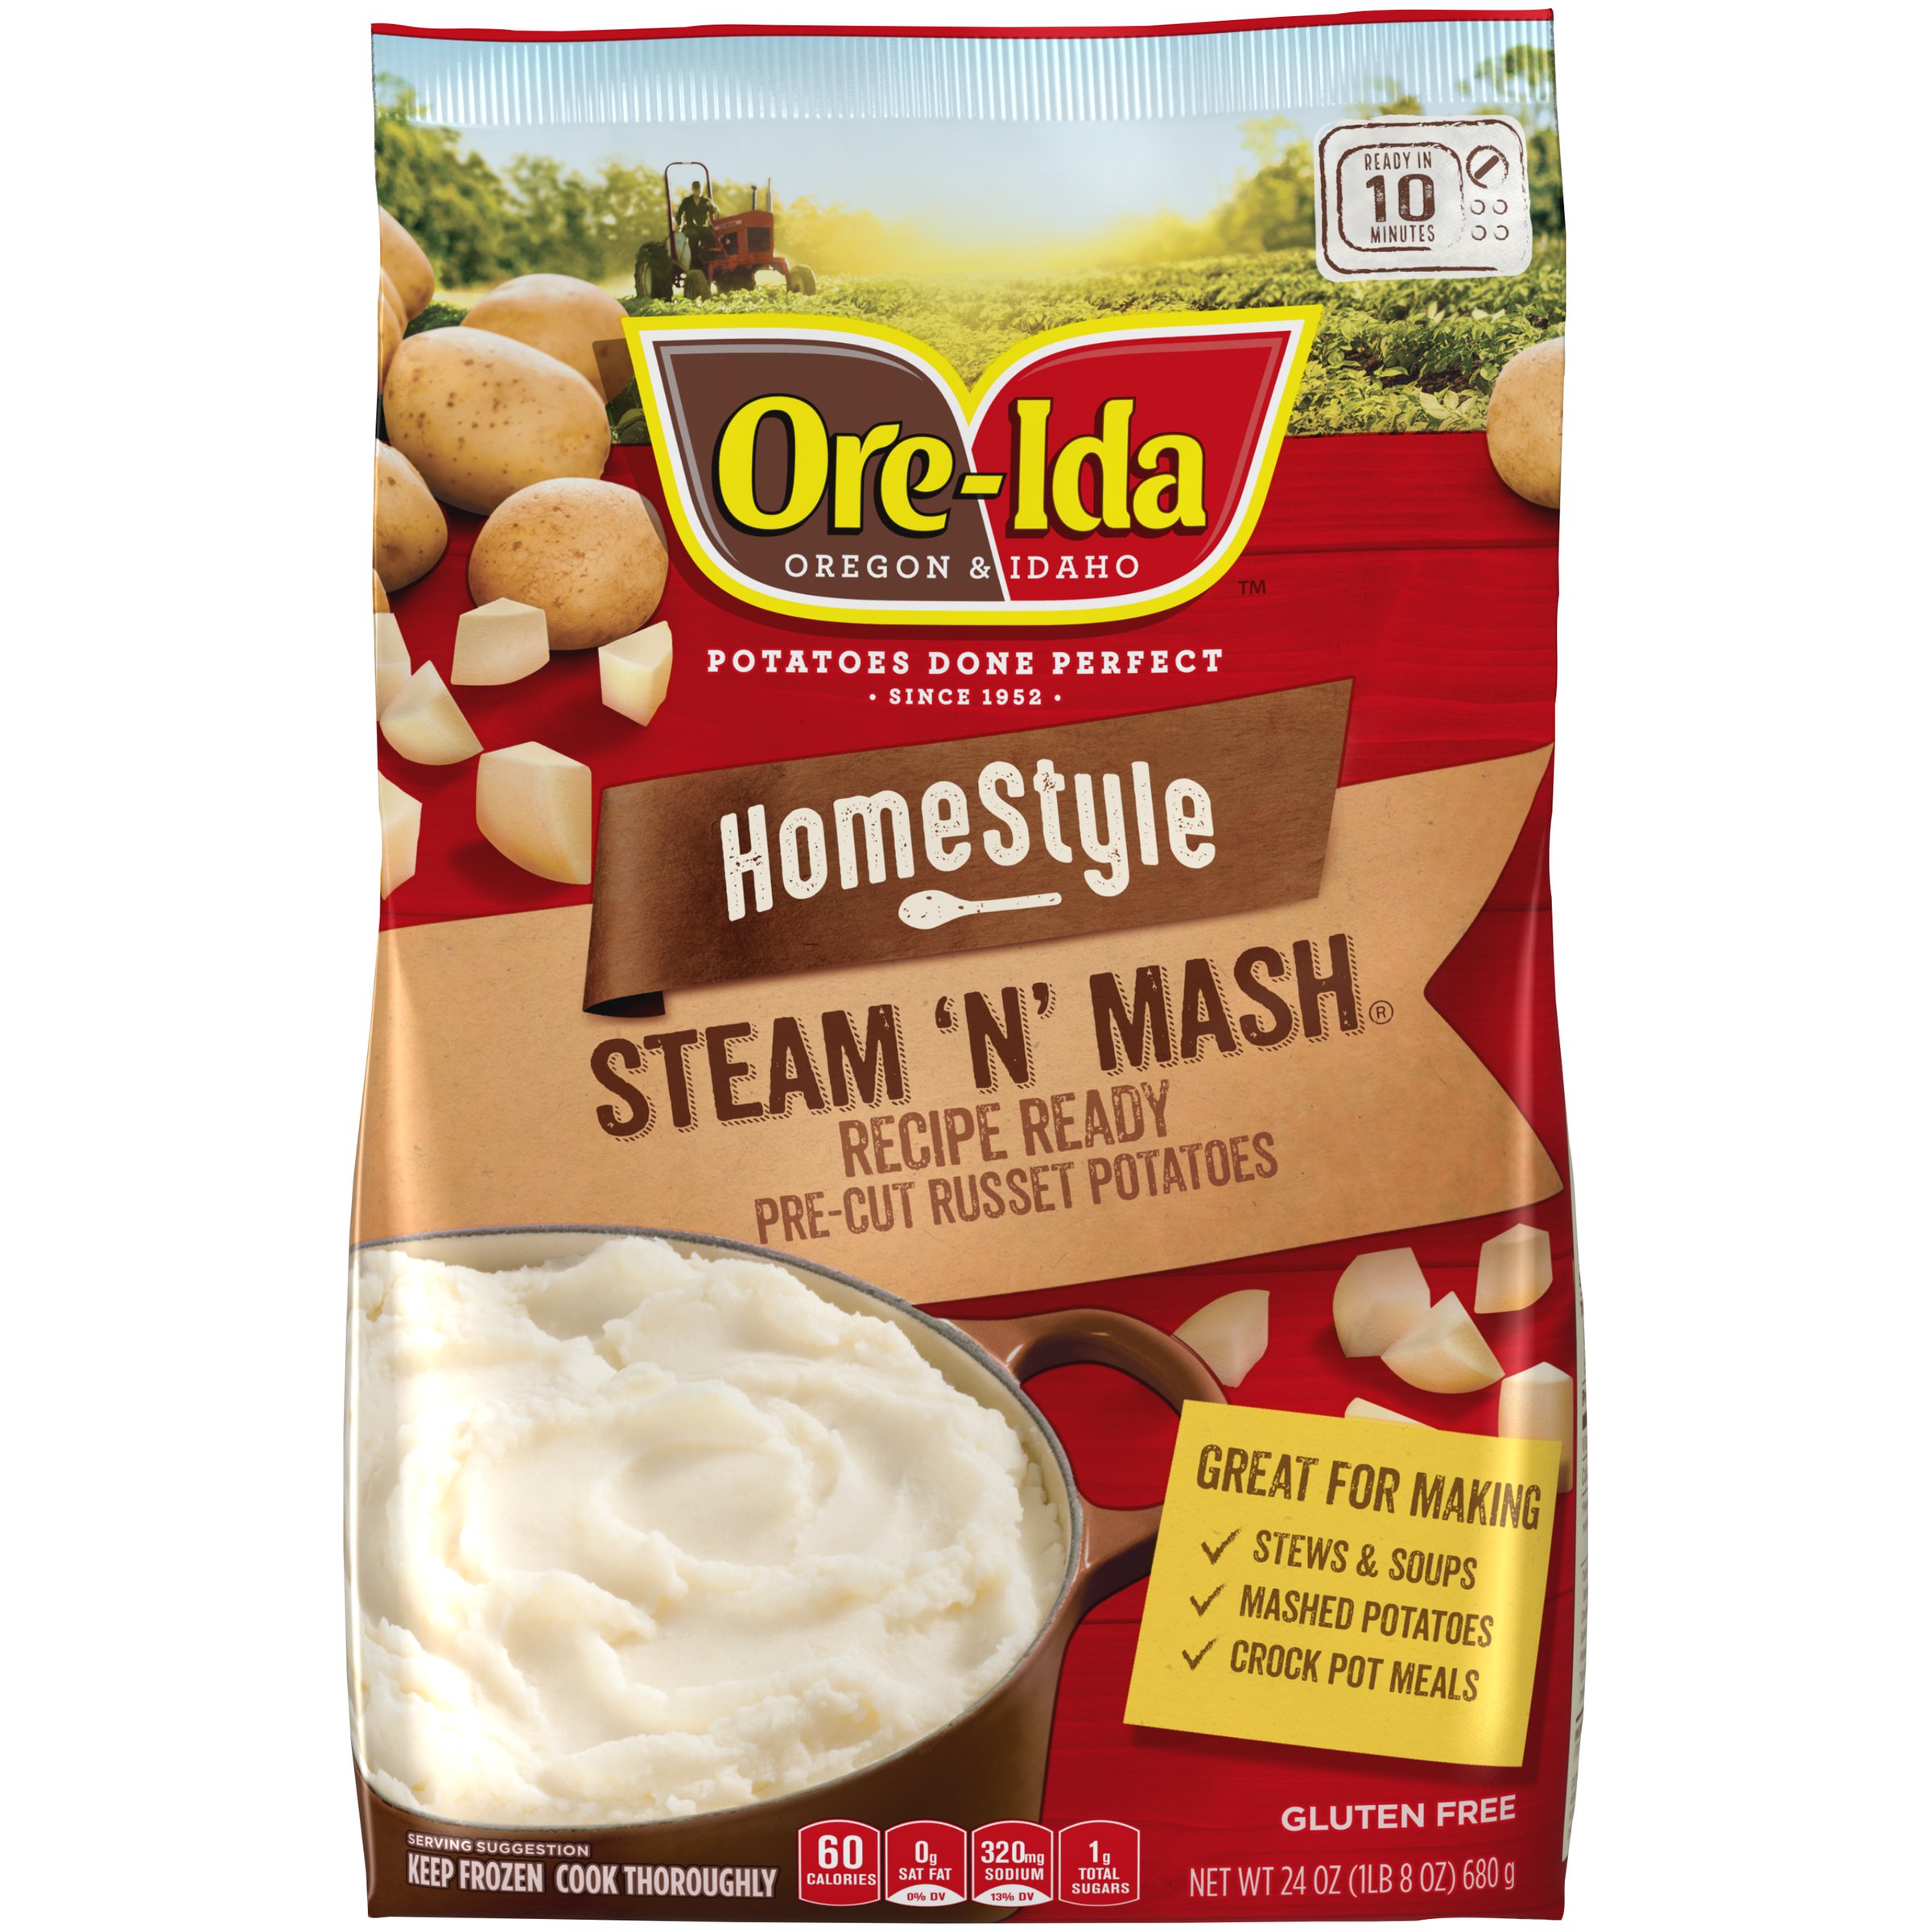 READY IN
10
MINUTES
Ore-Ida
OREGON & IDAHO
TM
POTATOES DONE PERFECT
• SINCE 1952 •
HomeStyle
STEAM 'N' MASH®
RECIPE READY
PRE-CUT RUSSET POTATOES
GREAT FOR MAKING
✓ STEWS & SOUPS
✓ MASHED POTATOES
✓ CROCK POT MEALS
GLUTEN FREE
NET WT 24 OZ (1LB 8 OZ) 680 g
SERVING SUGGESTION
KEEP FROZEN COOK THOROUGHLY
60
CALORIES
0g
SAT FAT
0% DV
320mg
SODIUM
13% DV
1g
TOTAL
SUGARS